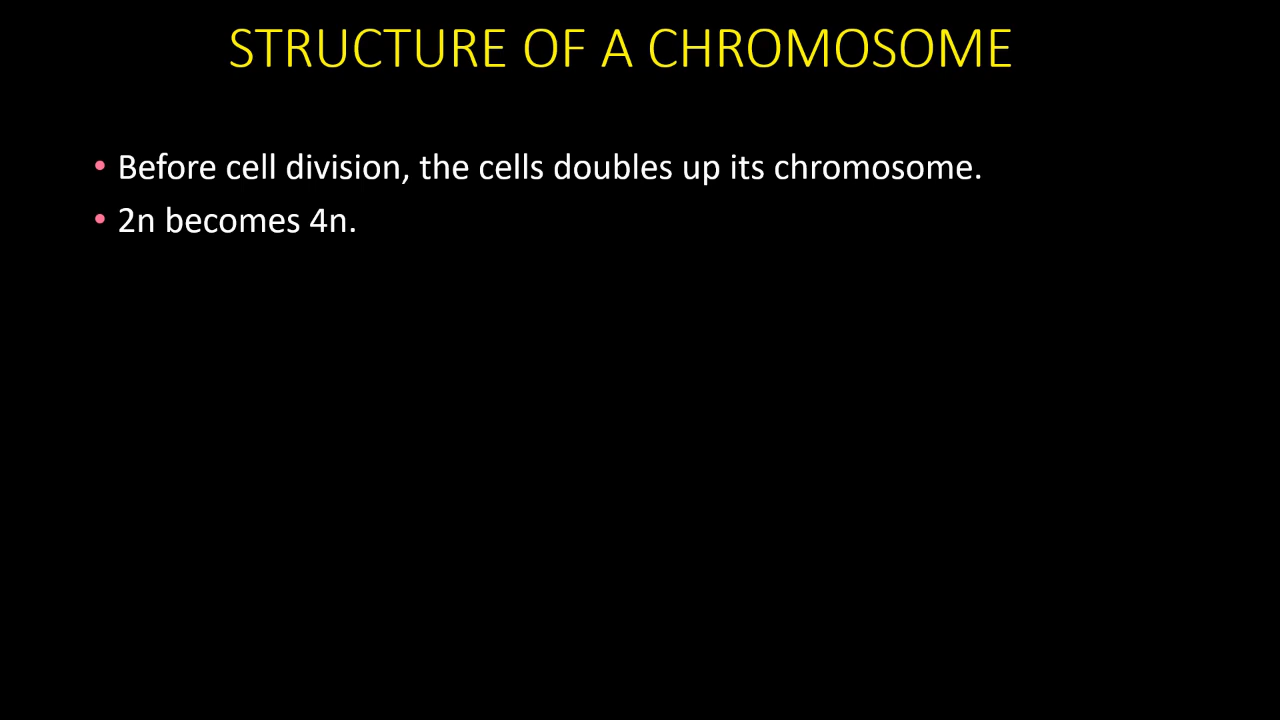 STRUCTURE OF A CHROMOSOME
• Before cell division, the cells doubles up its chromosome.
• 2n becomes 4n.